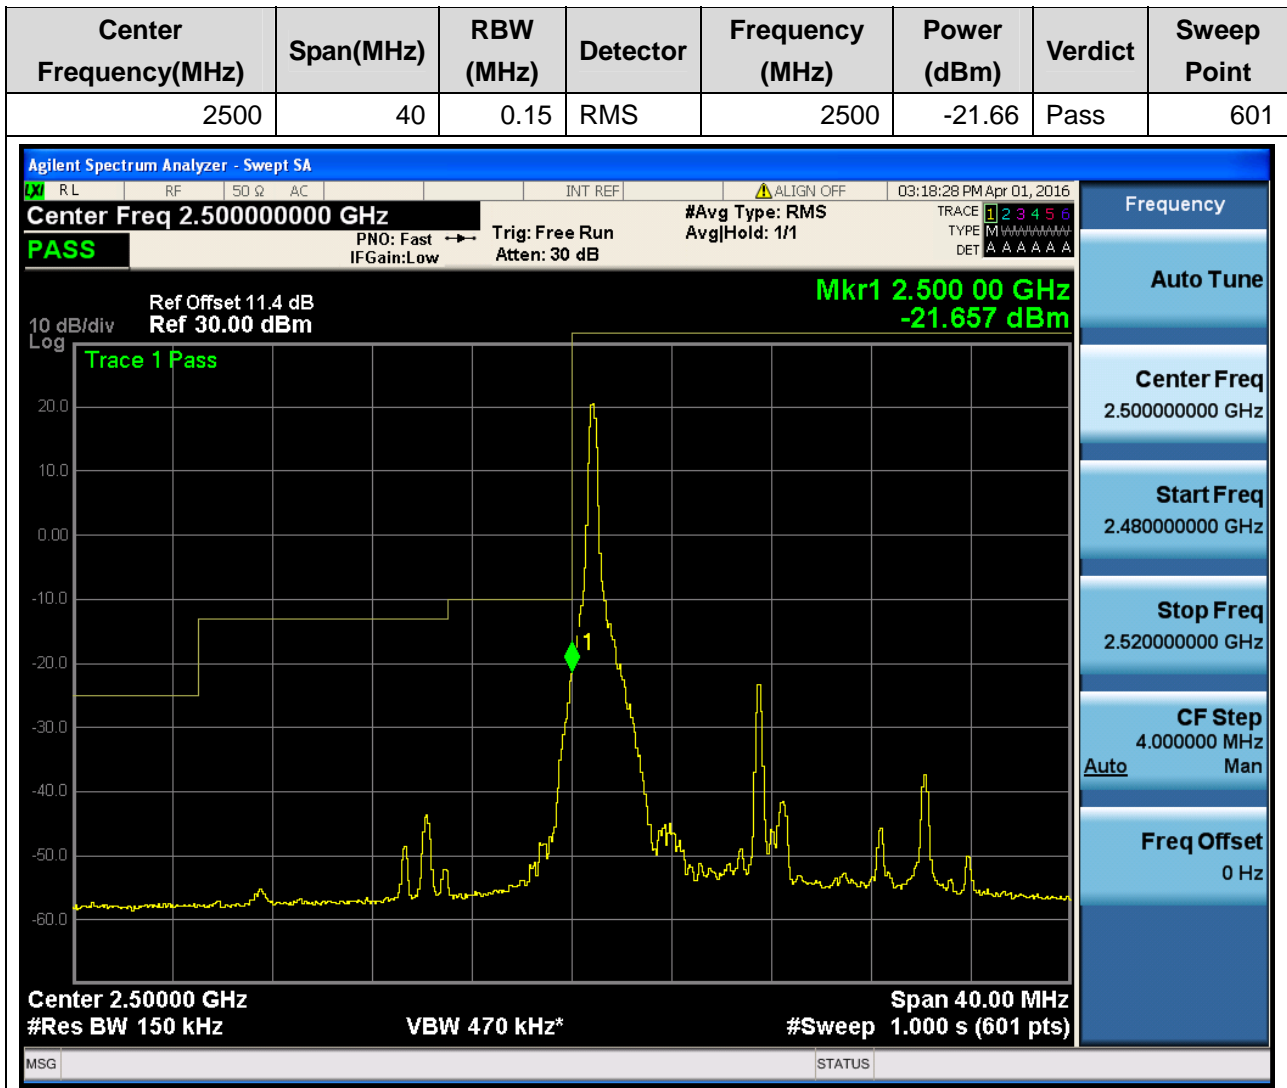 Center Frequency(MHz) Span(MHz) RBW (MHz) Detector Frequency (MHz) Power (dBm) Verdict Sweep Point
2500 40 0.15 RMS 2500 -21.66 Pass 601
Agilent Spectrum Analyzer - Swept SA
LXI RL RF 50 Ω AC INT REF ALIGN OFF 03:18:28 PM Apr 01, 2016
Center Freq 2.500000000 GHz
#Avg Type: RMS
TRACE 1 2 3 4 5 6
PASS
PNO: Fast
Trig: Free Run
Avg|Hold: 1/1
TYPE M
IFGain:Low
Atten: 30 dB
DET A A A A A A
Mkr1 2.500 00 GHz
-21.657 dBm
Ref Offset 11.4 dB
10 dB/div Ref 30.00 dBm
Log
Trace 1 Pass
20.0
10.0
0.00
-10.0
1
-20.0
-30.0
-40.0
-50.0
-60.0
Center 2.50000 GHz Span 40.00 MHz
#Res BW 150 kHz VBW 470 kHz* #Sweep 1.000 s (601 pts)
MSG STATUS
Frequency
Auto Tune
Center Freq
2.500000000 GHz
Start Freq
2.480000000 GHz
Stop Freq
2.520000000 GHz
CF Step
4.000000 MHz
Auto Man
Freq Offset
0 Hz